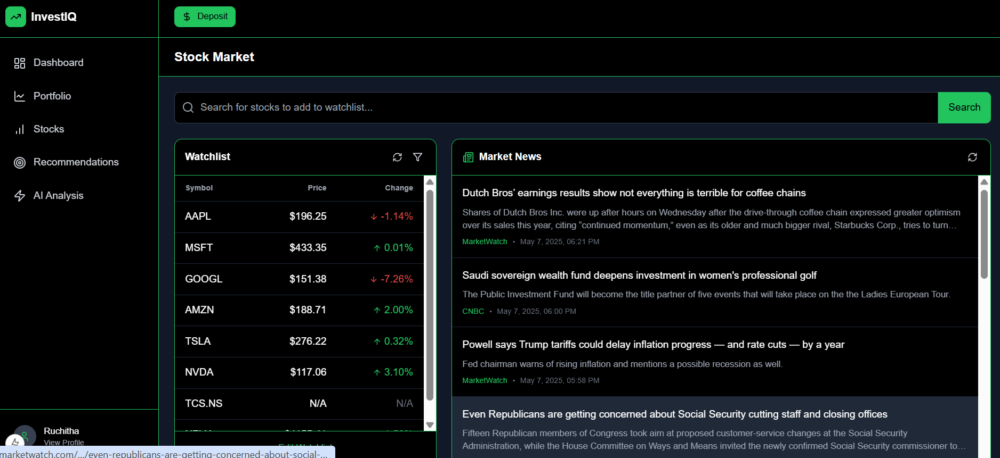 InvestIQ
Deposit
Dashboard
Portfolio
Stocks
Recommendations
AI Analysis
Ruchitha
View Profile
Stock Market
Search for stocks to add to watchlist...
Search
Watchlist
Symbol Price Change
AAPL $196.25 ↓ -1.14%
MSFT $433.35 ↑ 0.01%
GOOGL $151.38 ↓ -7.26%
AMZN $188.71 ↑ 2.00%
TSLA $276.22 ↑ 0.32%
NVDA $117.06 ↑ 3.10%
TCS.NS N/A N/A
Edit Watchlist
Market News
Dutch Bros’ earnings results show not everything is terrible for coffee chains
Shares of Dutch Bros Inc. were up after hours on Wednesday after the drive-through coffee chain expressed greater optimism
over its sales this year, citing “continued momentum,” even as its older and much bigger rival, Starbucks Corp., tries to turn…
MarketWatch • May 7, 2025, 06:21 PM
Saudi sovereign wealth fund deepens investment in women's professional golf
The Public Investment Fund will become the title partner of five events that will take place on the the Ladies European Tour.
CNBC • May 7, 2025, 06:00 PM
Powell says Trump tariffs could delay inflation progress — and rate cuts — by a year
Fed chairman warns of rising inflation and mentions a possible recession as well.
MarketWatch • May 7, 2025, 05:58 PM
Even Republicans are getting concerned about Social Security cutting staff and closing offices
Fifteen Republican members of Congress took aim at proposed customer-service changes at the Social Security
Administration, while the House Committee on Ways and Means invited the newly confirmed Social Security commissioner to…
marketwatch.com/.../even-republicans-are-getting-concerned-about-social-...